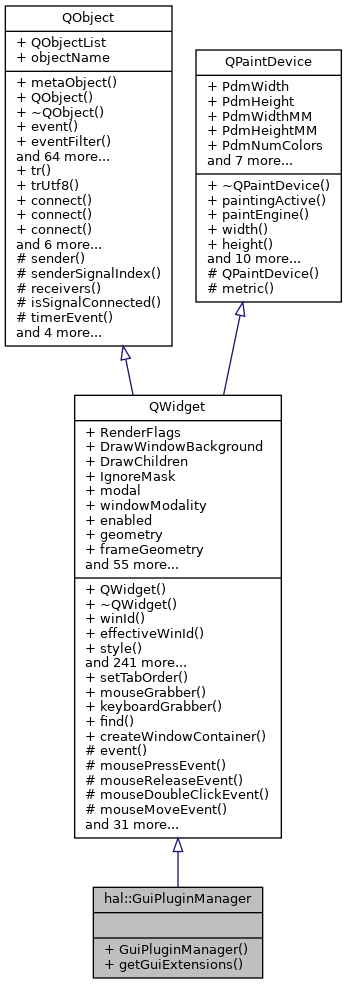 QObject
+ QObjectList
+ objectName
+ metaObject()
+ QObject()
+ ~QObject()
+ event()
+ eventFilter()
and 64 more...
+ tr()
+ trUtf8()
+ connect()
+ connect()
+ connect()
and 6 more...
# sender()
# senderSignalIndex()
# receivers()
# isSignalConnected()
# timerEvent()
and 4 more...
QPaintDevice
+ PdmWidth
+ PdmHeight
+ PdmWidthMM
+ PdmHeightMM
+ PdmNumColors
and 7 more...
+ ~QPaintDevice()
+ paintingActive()
+ paintEngine()
+ width()
+ height()
and 10 more...
# QPaintDevice()
# metric()
QWidget
+ RenderFlags
+ DrawWindowBackground
+ DrawChildren
+ IgnoreMask
+ modal
+ windowModality
+ enabled
+ geometry
+ frameGeometry
and 55 more...
+ QWidget()
+ ~QWidget()
+ winId()
+ effectiveWinId()
+ style()
and 241 more...
+ setTabOrder()
+ mouseGrabber()
+ keyboardGrabber()
+ find()
+ createWindowContainer()
# event()
# mousePressEvent()
# mouseReleaseEvent()
# mouseDoubleClickEvent()
# mouseMoveEvent()
and 31 more...
hal::GuiPluginManager
+ GuiPluginManager()
+ getGuiExtensions()